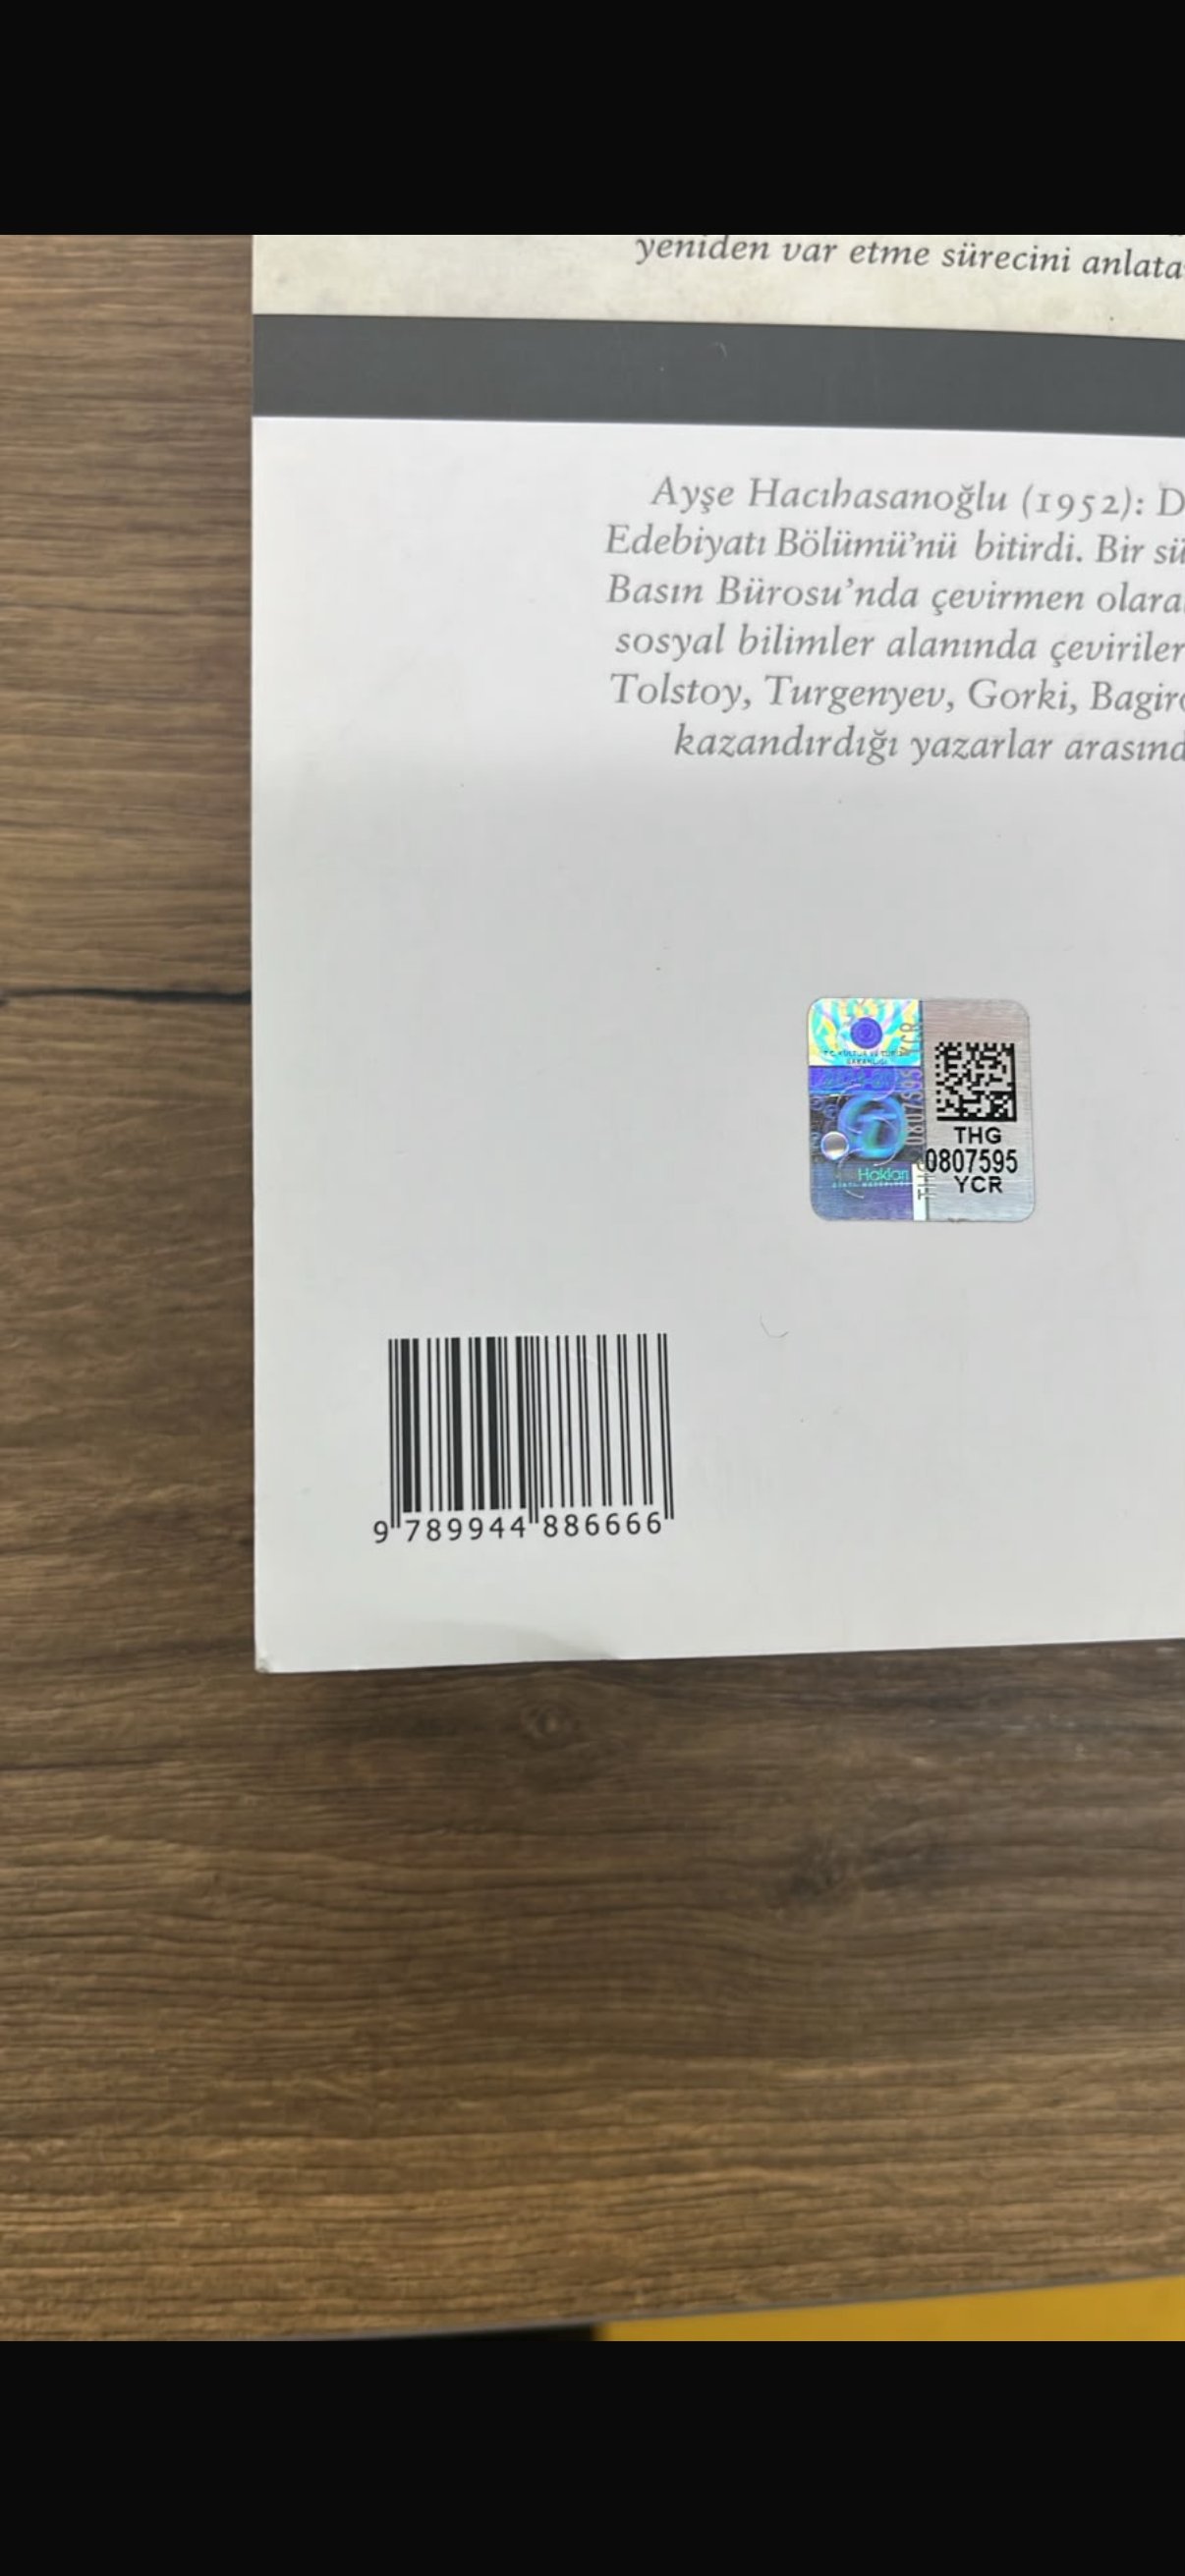 yeniden var etme sürecini anlata
Ayşe Hacıhasanoğlu (1952): D
Edebiyatı Bölümü’nü bitirdi. Bir sü
Basın Bürosu’nda çevirmen olara
sosyal bilimler alanında çeviriler
Tolstoy, Turgenyev, Gorki, Bagir
kazandırdığı yazarlar arasınd
THG
0807595
YCR
Hakları
9 789944 886666